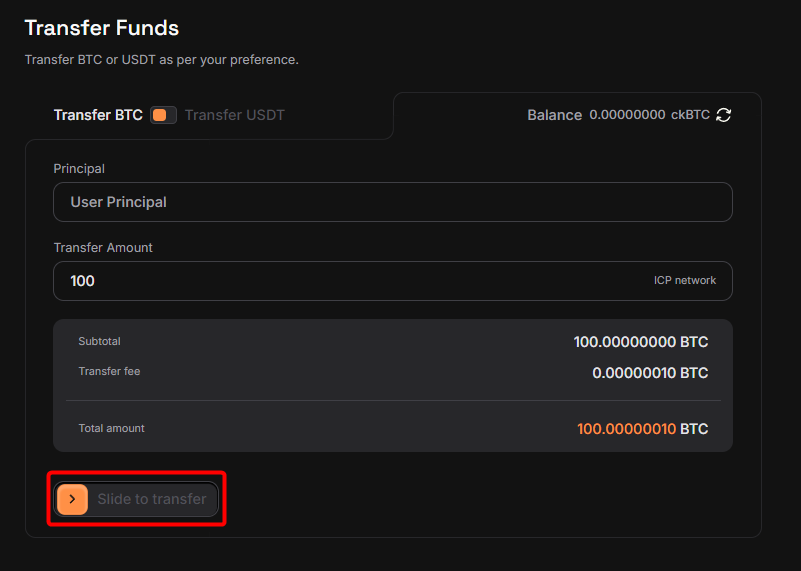 Transfer Funds
Transfer BTC or USDT as per your preference.
Transfer BTC Transfer USDT Balance 0.00000000 ckBTC
Principal
User Principal
Transfer Amount
100 ICP network
Subtotal 100.00000000 BTC
Transfer fee 0.00000010 BTC
Total amount 100.00000010 BTC
Slide to transfer